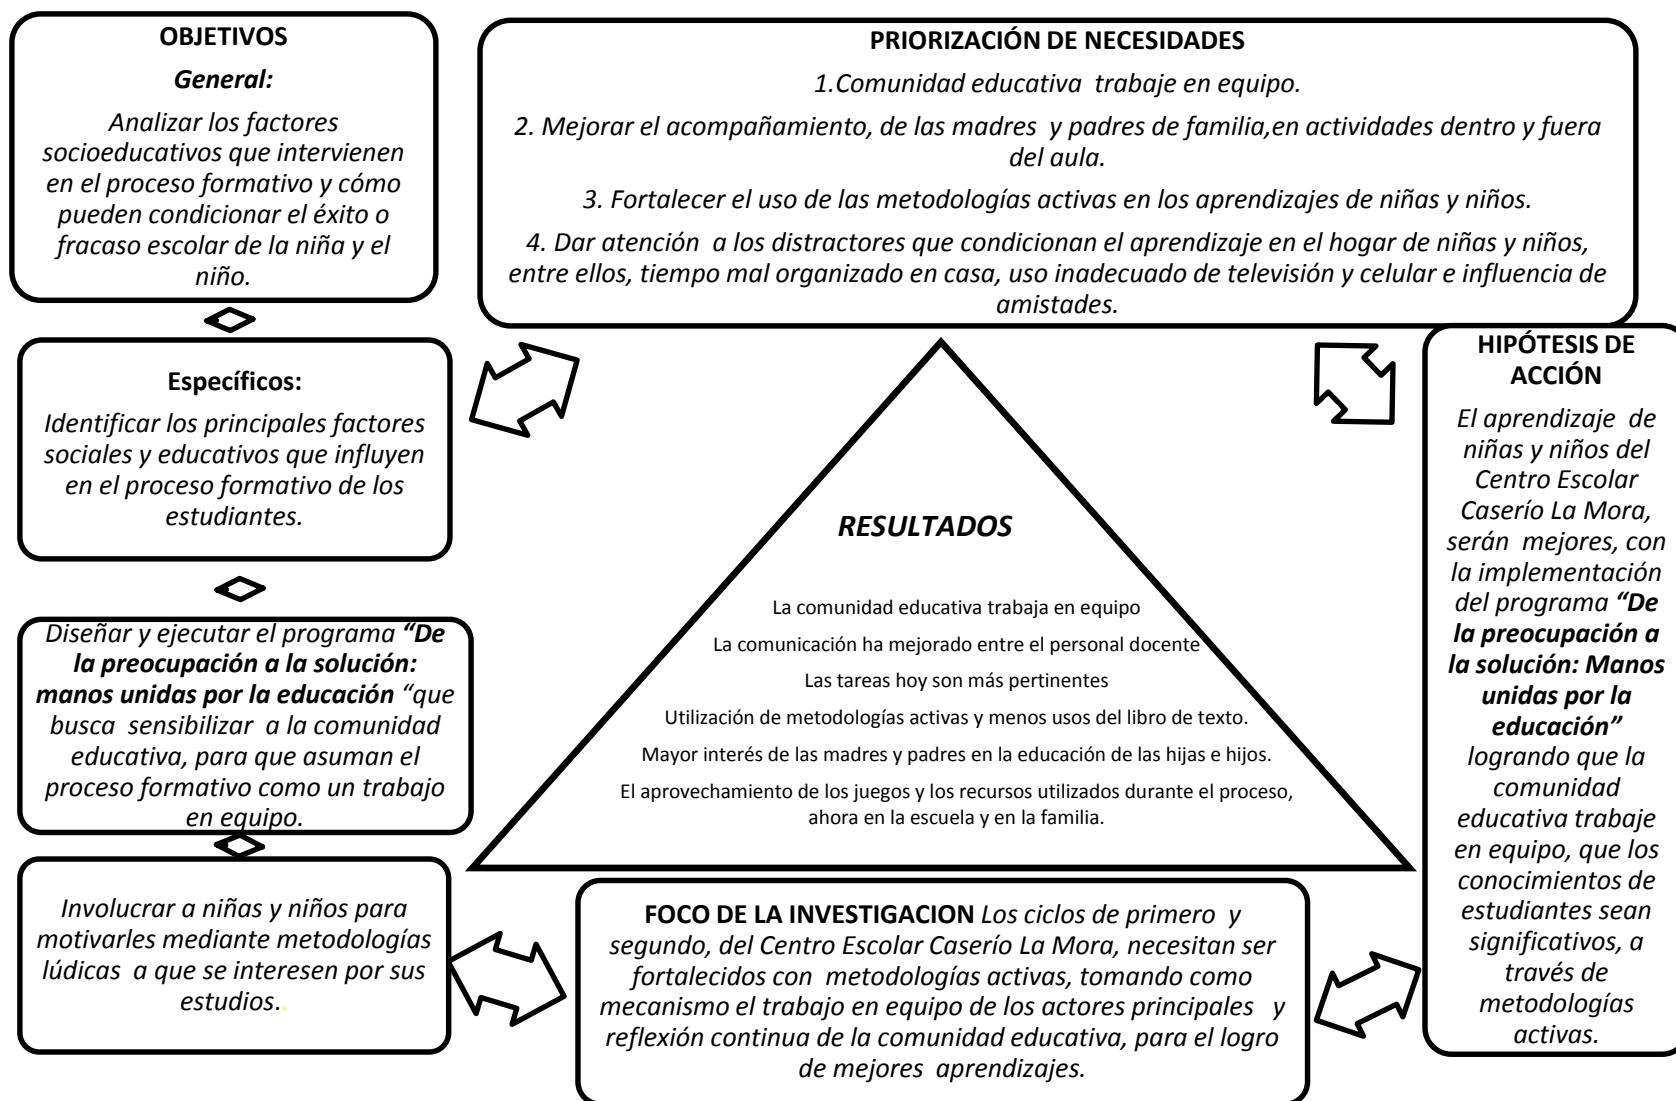 OBJETIVOS
General:
Analizar los factores
socioeducativos que intervienen
en el proceso formativo y cómo
pueden condicionar el éxito o
fracaso escolar de la niña y el
niño.
Específicos:
Identificar los principales factores
sociales y educativos que influyen
en el proceso formativo de los
estudiantes.
Diseñar y ejecutar el programa “De
la preocupación a la solución:
manos unidas por la educación “que
busca sensibilizar a la comunidad
educativa, para que asuman el
proceso formativo como un trabajo
en equipo.
Involucrar a niñas y niños para
motivarles mediante metodologías
lúdicas a que se interesen por sus
estudios..
PRIORIZACIÓN DE NECESIDADES
1.Comunidad educativa trabaje en equipo.
2. Mejorar el acompañamiento, de las madres y padres de familia,en actividades dentro y fuera
del aula.
3. Fortalecer el uso de las metodologías activas en los aprendizajes de niñas y niños.
4. Dar atención a los distractores que condicionan el aprendizaje en el hogar de niñas y niños,
entre ellos, tiempo mal organizado en casa, uso inadecuado de televisión y celular e influencia de
amistades.
RESULTADOS
La comunidad educativa trabaja en equipo
La comunicación ha mejorado entre el personal docente
Las tareas hoy son más pertinentes
Utilización de metodologías activas y menos usos del libro de texto.
Mayor interés de las madres y padres en la educación de las hijas e hijos.
El aprovechamiento de los juegos y los recursos utilizados durante el proceso,
ahora en la escuela y en la familia.
FOCO DE LA INVESTIGACION Los ciclos de primero y
segundo, del Centro Escolar Caserío La Mora, necesitan ser
fortalecidos con metodologías activas, tomando como
mecanismo el trabajo en equipo de los actores principales y
reflexión continua de la comunidad educativa, para el logro
de mejores aprendizajes.
HIPÓTESIS DE
ACCIÓN
El aprendizaje de
niñas y niños del
Centro Escolar
Caserío La Mora,
serán mejores, con
la implementación
del programa “De
la preocupación a
la solución: Manos
unidas por la
educación”
logrando que la
comunidad
educativa trabaje
en equipo, que los
conocimientos de
estudiantes sean
significativos, a
través de
metodologías
activas.